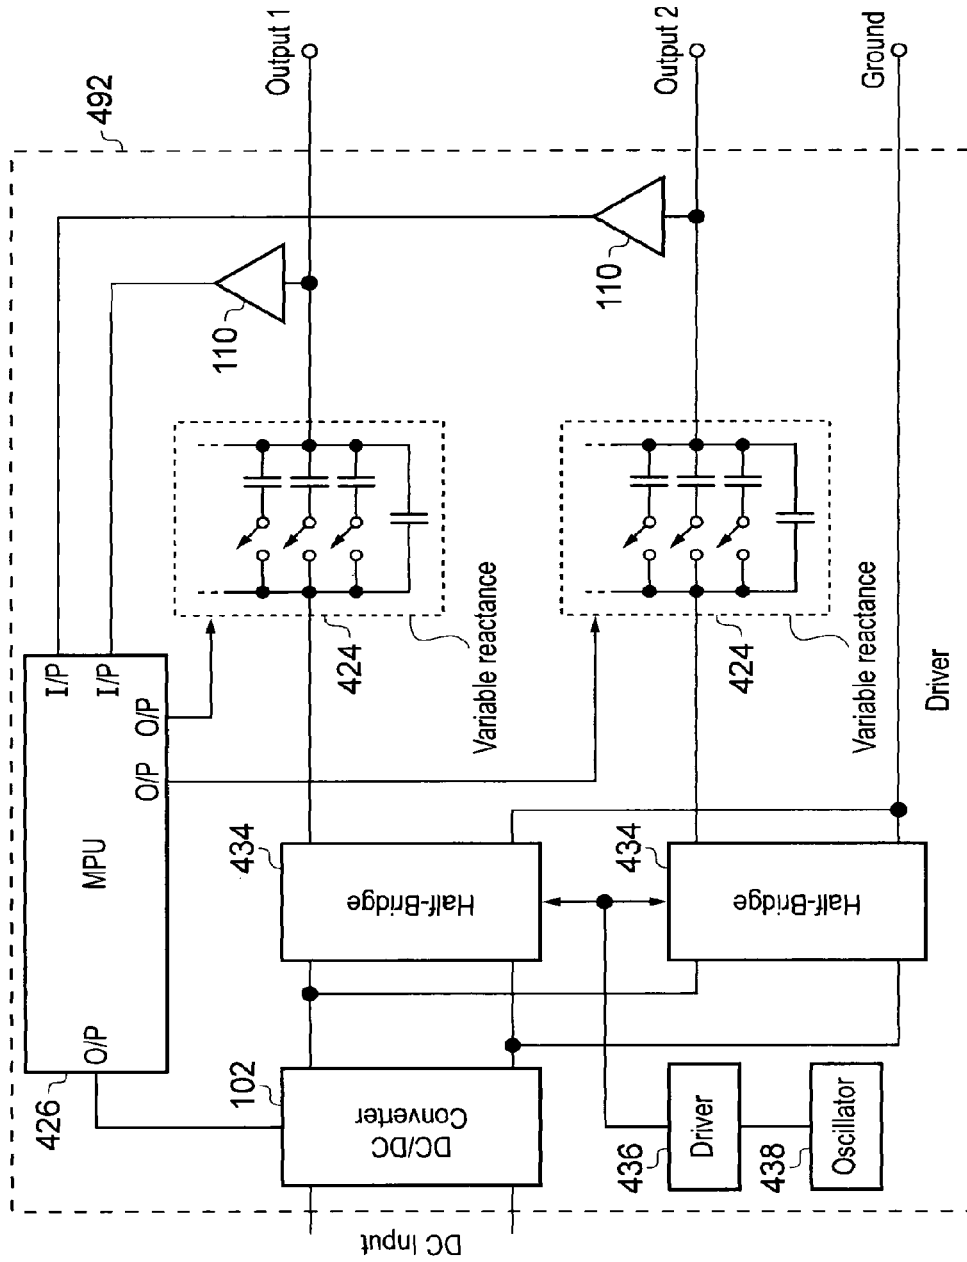 492
Output 1
Output 2
Ground
110
110
I/P
I/P
O/P
O/P
MPU
O/P
426
424
Variable reactance
424
Variable reactance
434
Half-Bridge
434
Half-Bridge
102
DC/DC
Converter
436
Driver
438
Oscillator
DC Input
Driver